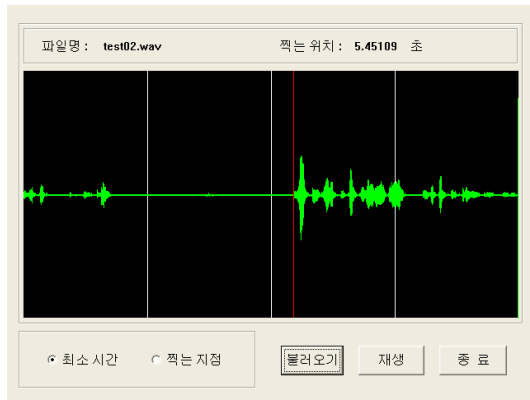 파일명 : test02.wav 찍는 위치 : 5.45109 초
최소 시간 찍는 지점 불러오기 재생 종 료